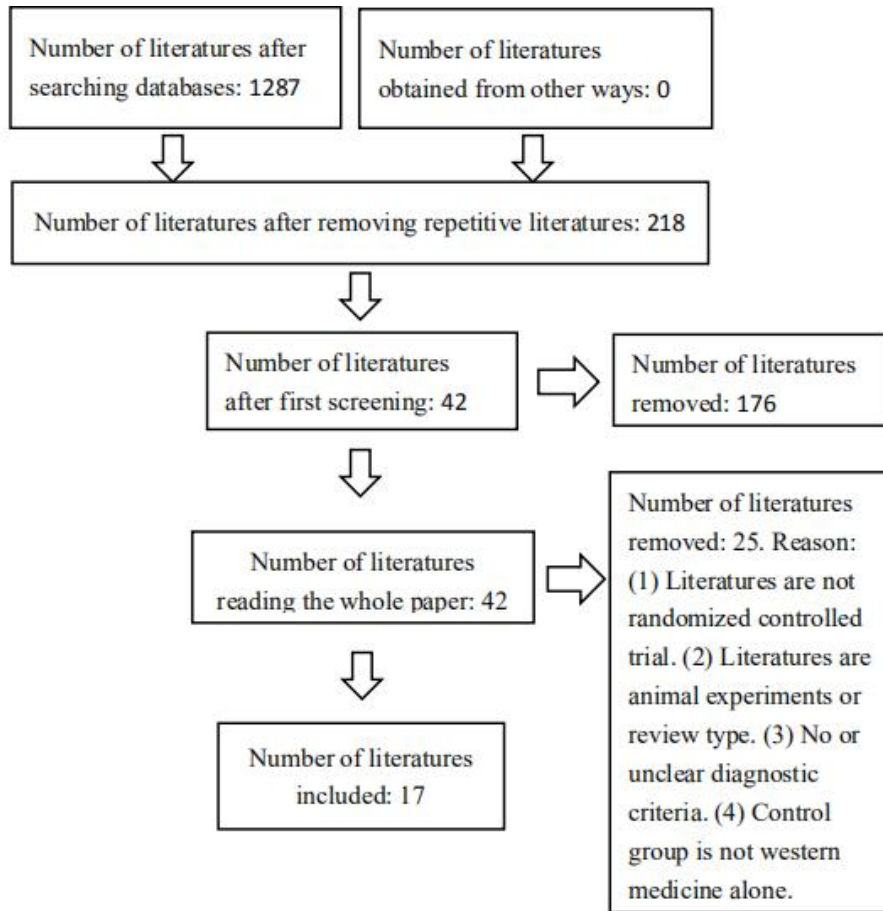 Number of literatures after
searching databases: 1287
Number of literatures
obtained from other ways: 0
Number of literatures after removing repetitive literatures: 218
Number of literatures
after first screening: 42
Number of literatures
removed: 176
Number of literatures
reading the whole paper: 42
Number of literatures
removed: 25. Reason:
(1) Literatures are not
randomized controlled
trial. (2) Literatures are
animal experiments or
review type. (3) No or
unclear diagnostic
criteria. (4) Control
group is not western
medicine alone.
Number of literatures
included: 17